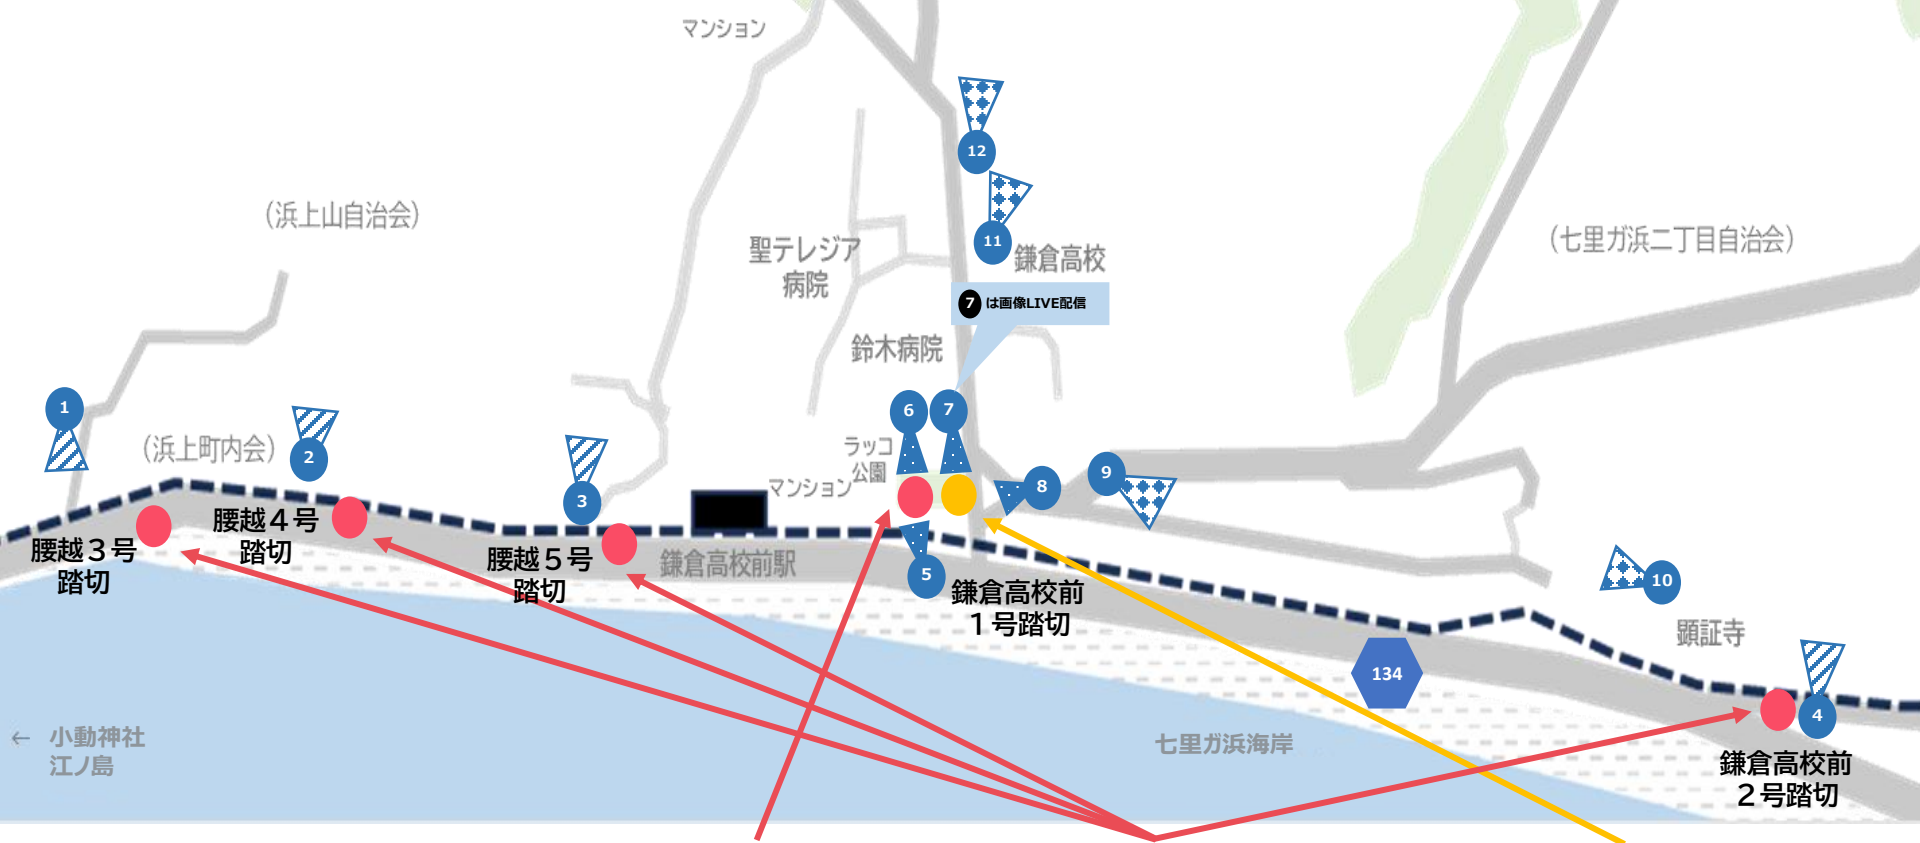 マンション
12
（浜上山自治会）
11
聖テレジア
病院
鎌倉高校
（七里ガ浜二丁目自治会）
7 は画像LIVE配信
鈴木病院
1
6
7
（浜上町内会）
2
ラッコ
公園
マンション
3
8
9
腰越４号
踏切
腰越３号
踏切
腰越５号
踏切
鎌倉高校前駅
5
鎌倉高校前
１号踏切
10
顕証寺
134
4
← 小動神社
江ノ島
七里ガ浜海岸
鎌倉高校前
２号踏切